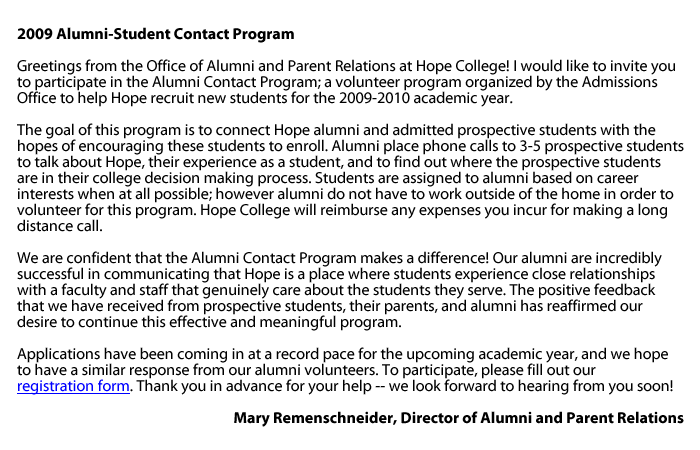 2009 Alumni-Student Contact Program
Greetings from the Office of Alumni and Parent Relations at Hope College! I would like to invite you
to participate in the Alumni Contact Program; a volunteer program organized by the Admissions
Office to help Hope recruit new students for the 2009-2010 academic year.
The goal of this program is to connect Hope alumni and admitted prospective students with the
hopes of encouraging these students to enroll. Alumni place phone calls to 3-5 prospective students
to talk about Hope, their experience as a student, and to find out where the prospective students
are in their college decision making process. Students are assigned to alumni based on career
interests when at all possible; however alumni do not have to work outside of the home in order to
volunteer for this program. Hope College will reimburse any expenses you incur for making a long
distance call.
We are confident that the Alumni Contact Program makes a difference! Our alumni are incredibly
successful in communicating that Hope is a place where students experience close relationships
with a faculty and staff that genuinely care about the students they serve. The positive feedback
that we have received from prospective students, their parents, and alumni has reaffirmed our
desire to continue this effective and meaningful program.
Applications have been coming in at a record pace for the upcoming academic year, and we hope
to have a similar response from our alumni volunteers. To participate, please fill out our
registration form. Thank you in advance for your help -- we look forward to hearing from you soon!
Mary Remenschneider, Director of Alumni and Parent Relations